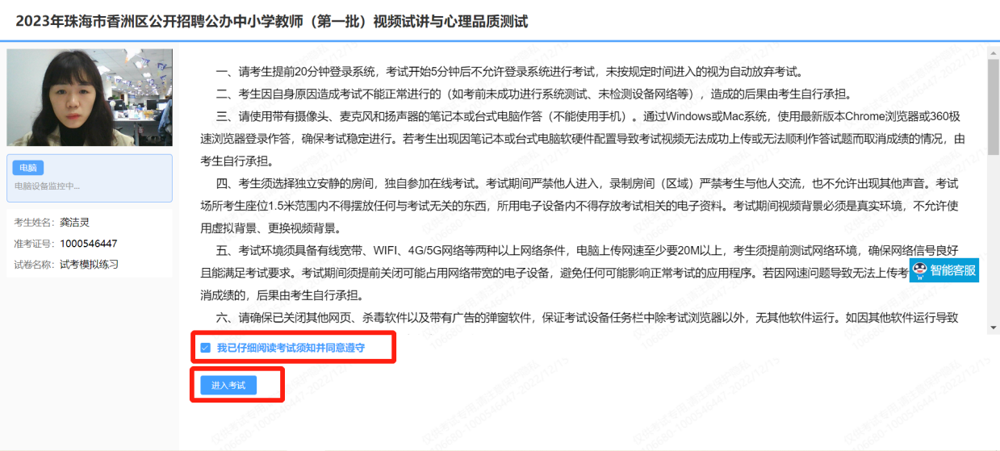 2023年珠海市香洲区公开招聘公办中小学教师（第一批）视频试讲与心理品质测试
电脑
电脑设备监控中...
考生姓名：龚洁灵
准考证号：1000546447
试卷名称：试考模拟练习
一、请考生提前20分钟登录系统，考试开始5分钟后不允许登录系统进行考试，未按规定时间进入的视为自动放弃考试。
二、考生因自身原因造成考试不能正常进行的（如考前未成功进行系统测试、未检测设备网络等），造成的后果由考生自行承担。
三、请使用带有摄像头、麦克风和扬声器的笔记本或台式电脑作答（不能使用手机）。通过Windows或Mac系统，使用最新版本Chrome浏览器或360极
速浏览器登录作答，确保考试稳定进行。若考生出现因笔记本或台式电脑软硬件配置导致考试视频无法成功上传或无法顺利作答试题而取消成绩的情况，由
考生自行承担。
四、考生须选择独立安静的房间，独自参加在线考试。考试期间严禁他人进入，录制房间（区域）严禁考生与他人交流，也不允许出现其他声音。考试
场所考生座位1.5米范围内不得摆放任何与考试无关的东西，所用电子设备内不得存放考试相关的电子资料。考试期间视频背景必须是真实环境，不允许使
用虚拟背景、更换视频背景。
五、考试环境须具备有线宽带、WIFI、4G/5G网络等两种以上网络条件，电脑上传网速至少要20M以上，考生须提前测试网络环境，确保网络信号良好
且能满足考试要求。考试期间须提前关闭可能占用网络带宽的电子设备，避免任何可能影响正常考试的应用程序。若因网速问题导致无法上传考
智能客服
消成绩的，后果由考生自行承担。
六、请确保已关闭其他网页、杀毒软件以及带有广告的弹窗软件，保证考试设备任务栏中除考试浏览器以外，无其他软件运行。如因其他软件运行导致
我已仔细阅读考试须知并同意遵守
进入考试